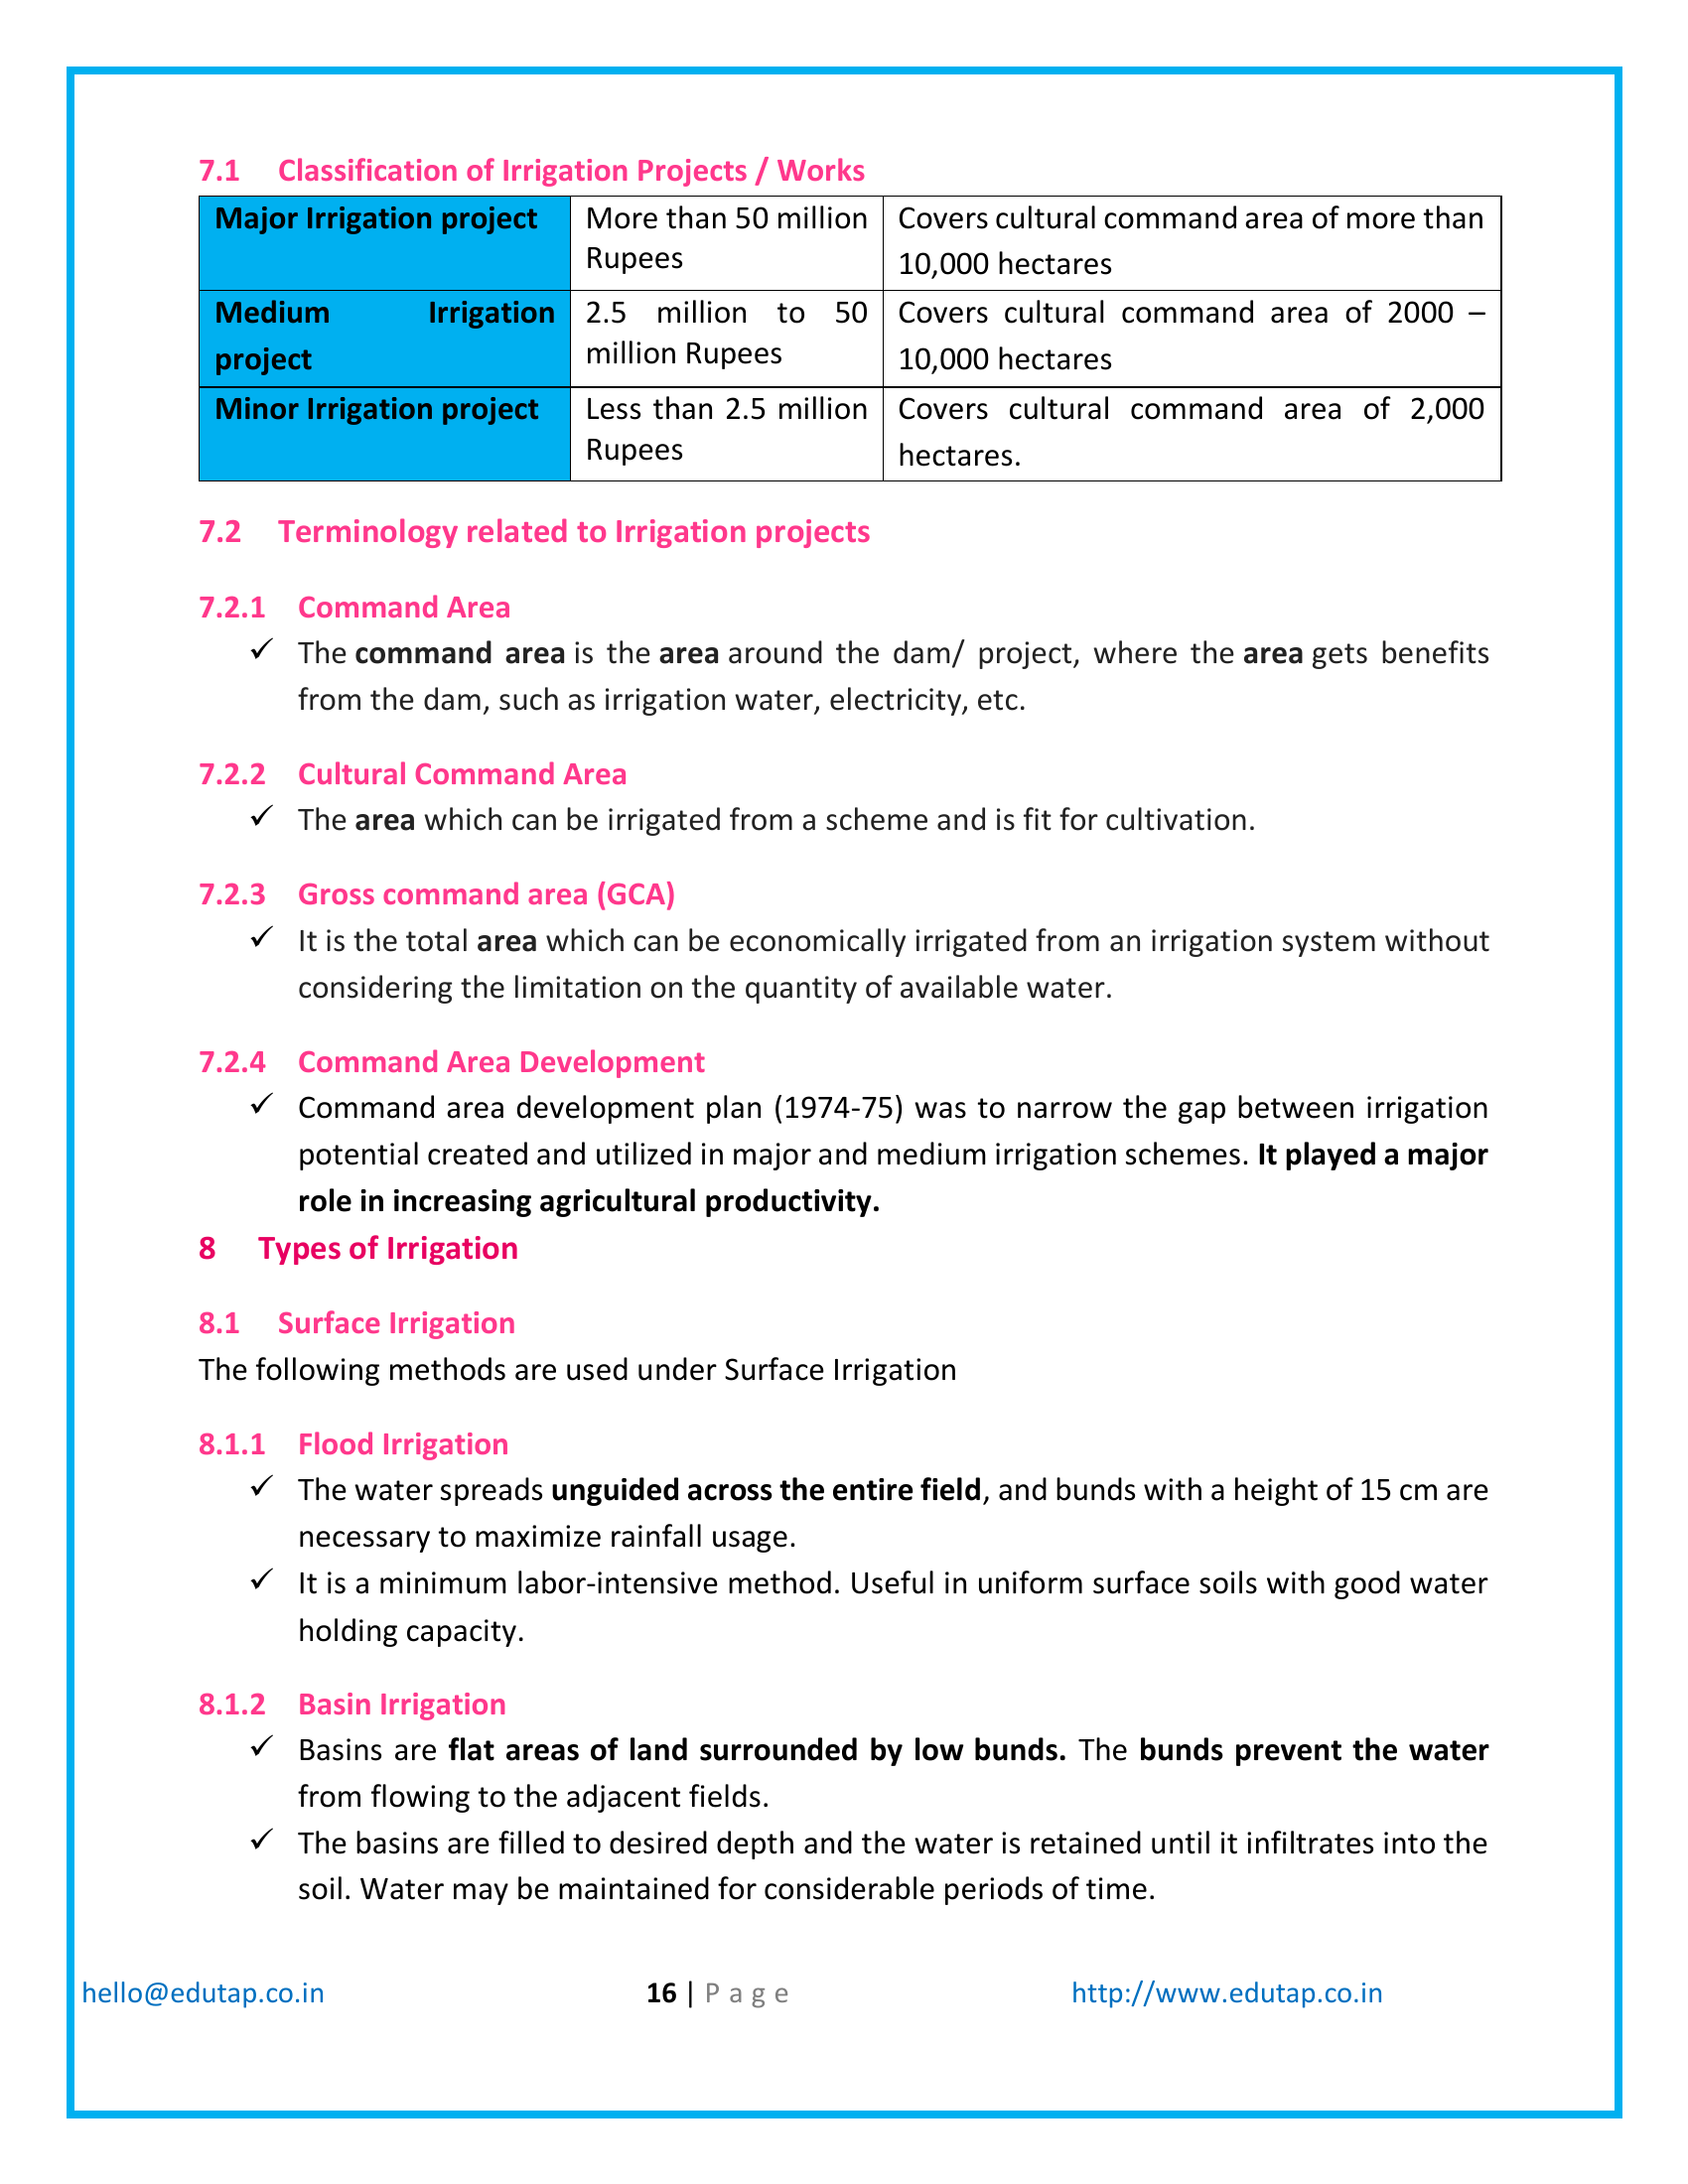 7.1 Classification of Irrigation Projects / Works
Major Irrigation project
More than 50 million
Rupees
Covers cultural command area of more than
10,000 hectares
Medium Irrigation
project
2.5 million to 50
million Rupees
Covers cultural command area of 2000 –
10,000 hectares
Minor Irrigation project
Less than 2.5 million
Rupees
Covers cultural command area of 2,000
hectares.
7.2 Terminology related to Irrigation projects
7.2.1 Command Area
✓ The command area is the area around the dam/ project, where the area gets benefits
from the dam, such as irrigation water, electricity, etc.
7.2.2 Cultural Command Area
✓ The area which can be irrigated from a scheme and is fit for cultivation.
7.2.3 Gross command area (GCA)
✓ It is the total area which can be economically irrigated from an irrigation system without
considering the limitation on the quantity of available water.
7.2.4 Command Area Development
✓ Command area development plan (1974-75) was to narrow the gap between irrigation
potential created and utilized in major and medium irrigation schemes. It played a major
role in increasing agricultural productivity.
8 Types of Irrigation
8.1 Surface Irrigation
The following methods are used under Surface Irrigation
8.1.1 Flood Irrigation
✓ The water spreads unguided across the entire field, and bunds with a height of 15 cm are
necessary to maximize rainfall usage.
✓ It is a minimum labor-intensive method. Useful in uniform surface soils with good water
holding capacity.
8.1.2 Basin Irrigation
✓ Basins are flat areas of land surrounded by low bunds. The bunds prevent the water
from flowing to the adjacent fields.
✓ The basins are filled to desired depth and the water is retained until it infiltrates into the
soil. Water may be maintained for considerable periods of time.
hello@edutap.co.in 16 | Page http://www.edutap.co.in